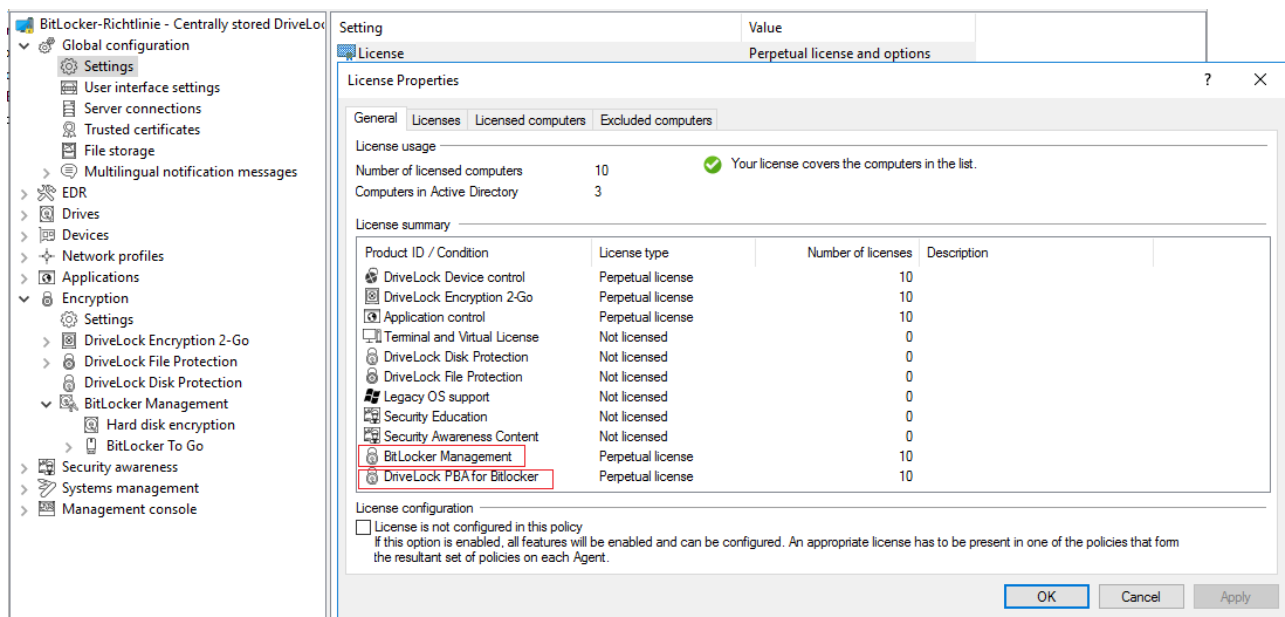 BitLocker-Richtlinie - Centrally stored DriveLoc
Global configuration
Settings
User interface settings
Server connections
Trusted certificates
File storage
Multilingual notification messages
EDR
Drives
Devices
Network profiles
Applications
Encryption
Settings
DriveLock Encryption 2-Go
DriveLock File Protection
DriveLock Disk Protection
BitLocker Management
Hard disk encryption
BitLocker To Go
Security awareness
Systems management
Management console
Setting Value
License Perpetual license and options
License Properties ?
General Licenses Licensed computers Excluded computers
License usage
Number of licensed computers 10 Your license covers the computers in the list.
Computers in Active Directory 3
License summary
Product ID / Condition License type Number of licenses Description
DriveLock Device control Perpetual license 10
DriveLock Encryption 2-Go Perpetual license 10
Application control Perpetual license 10
Terminal and Virtual License Not licensed 0
DriveLock Disk Protection Not licensed 0
DriveLock File Protection Not licensed 0
Legacy OS support Not licensed 0
Security Education Not licensed 0
Security Awareness Content Not licensed 0
BitLocker Management Perpetual license 10
DriveLock PBA for Bitlocker Perpetual license 10
License configuration
License is not configured in this policy
If this option is enabled, all features will be enabled and can be configured. An appropriate license has to be present in one of the policies that form
the resultant set of policies on each Agent.
OK Cancel Apply